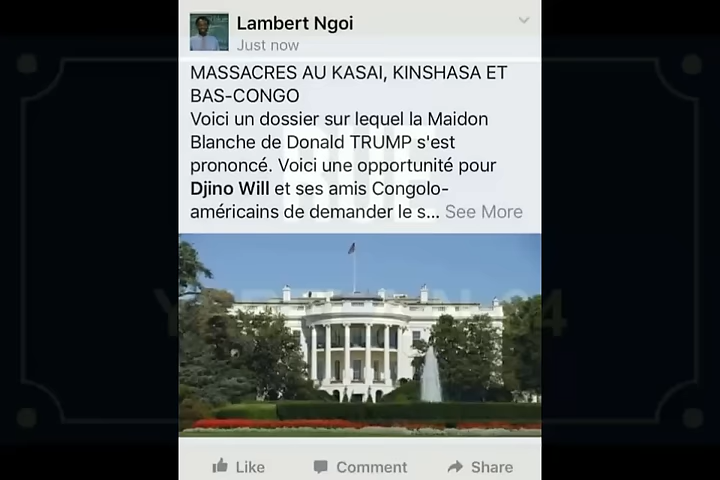 Lambert Ngoi
Just now
MASSACRES AU KASAI, KINSHASA ET
BAS-CONGO
Voici un dossier sur lequel la Maidon
Blanche de Donald TRUMP s'est
prononcé. Voici une opportunité pour
Djino Will et ses amis Congolo-
américains de demander le s... See More
Like Comment Share